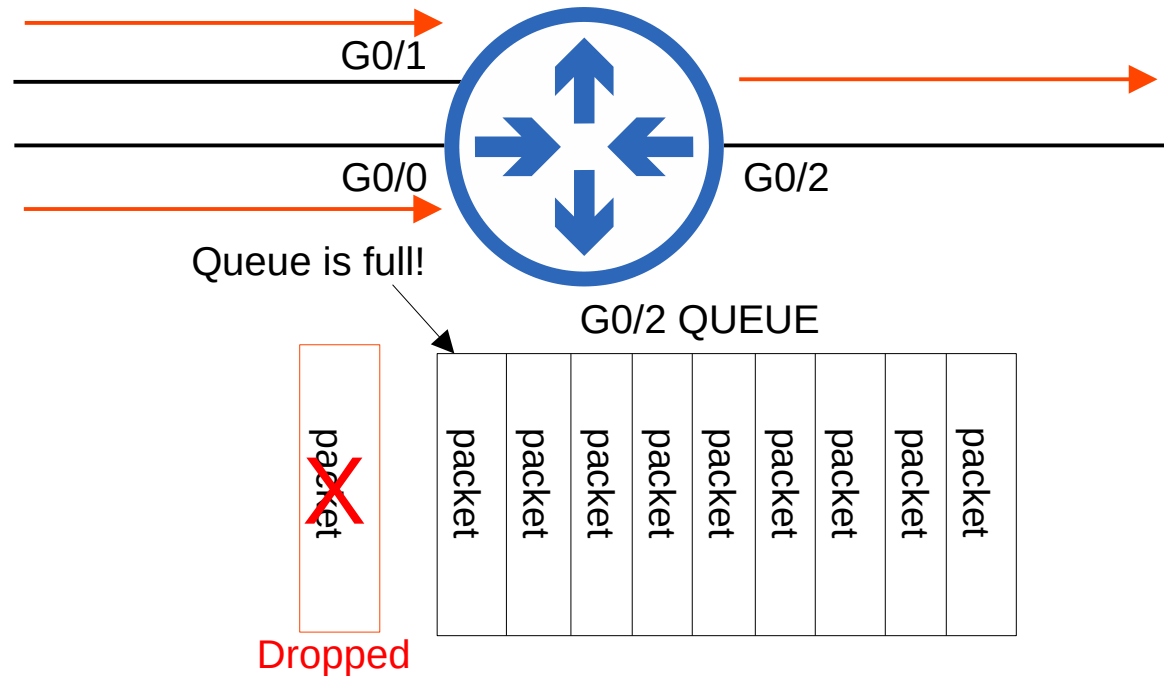 G0/1
G0/0
G0/2
Queue is full!
G0/2 QUEUE
packet
X
packet
packet
packet
packet
packet
packet
packet
packet
packet
Dropped